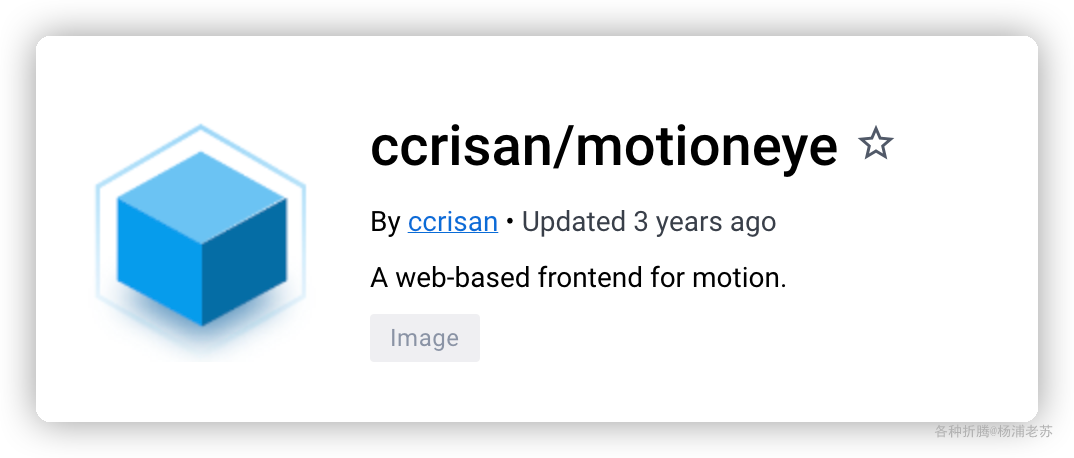 ccrisan/motioneye
By ccrisan • Updated 3 years ago
A web-based frontend for motion.
Image
各种折腾@杨浦老苏